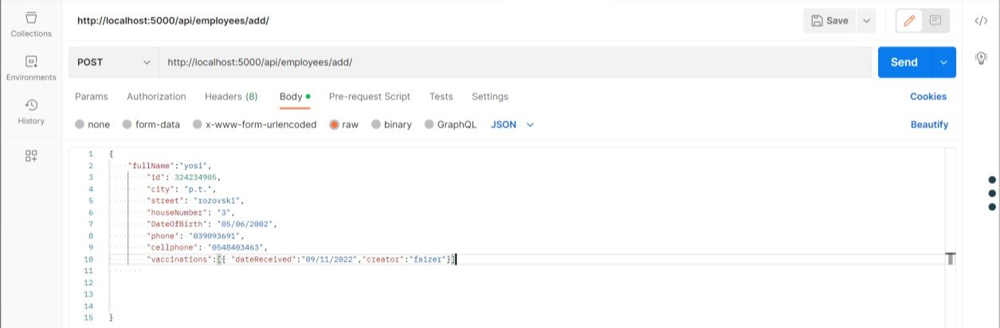 http://localhost:5000/api/employees/add/
Save
Collections
POST
http://localhost:5000/api/employees/add/
Send
Environments
Params Authorization Headers (8) Body Pre-request Script Tests Settings Cookies
History
none form-data x-www-form-urlencoded raw binary GraphQL JSON Beautify
1 {
2 "fullName":"yosi",
3 "id": 324234905,
4 "city": "p.t.",
5 "street": "rozovski",
6 "houseNumber": "3",
7 "DateOfBirth": "05/06/2002",
8 "phone": "039093691",
9 "cellphone": "0548403463",
10 "vaccinations":[{ "dateReceived":"09/11/2022","creator":"faizer"}]
11
12
13
14
15 }